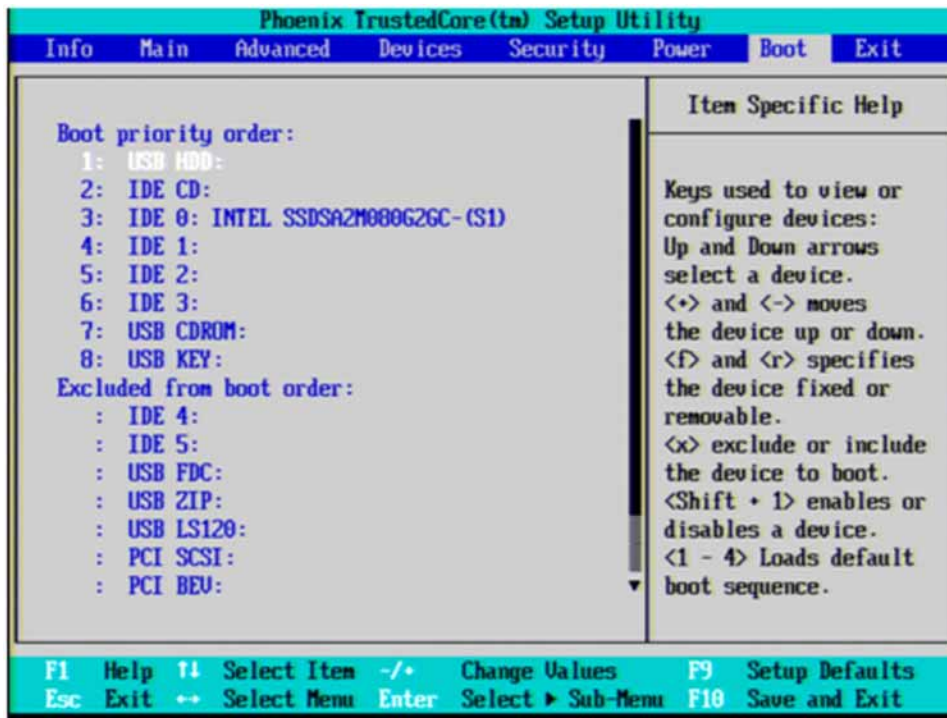 Phoenix TrustedCore(tm) Setup Utility
Info Main Advanced Devices Security Power Boot Exit
Boot priority order:
1: USB HDD:
2: IDE CD:
3: IDE 0: INTEL SSDSA2M080G2GC-(S1)
4: IDE 1:
5: IDE 2:
6: IDE 3:
7: USB CDROM:
8: USB KEY:
Excluded from boot order:
: IDE 4:
: IDE 5:
: USB FDC:
: USB ZIP:
: USB LS120:
: PCI SCSI:
: PCI BEV:
Item Specific Help
Keys used to view or
configure devices:
Up and Down arrows
select a device.
<+> and <-> moves
the device up or down.
<f> and <r> specifies
the device fixed or
removable.
<x> exclude or include
the device to boot.
<Shift + 1> enables or
disables a device.
<1 - 4> Loads default
boot sequence.
F1 Help ↑↓ Select Item -/+ Change Values F9 Setup Defaults
Esc Exit ↔ Select Menu Enter Select ▶ Sub-Menu F10 Save and Exit